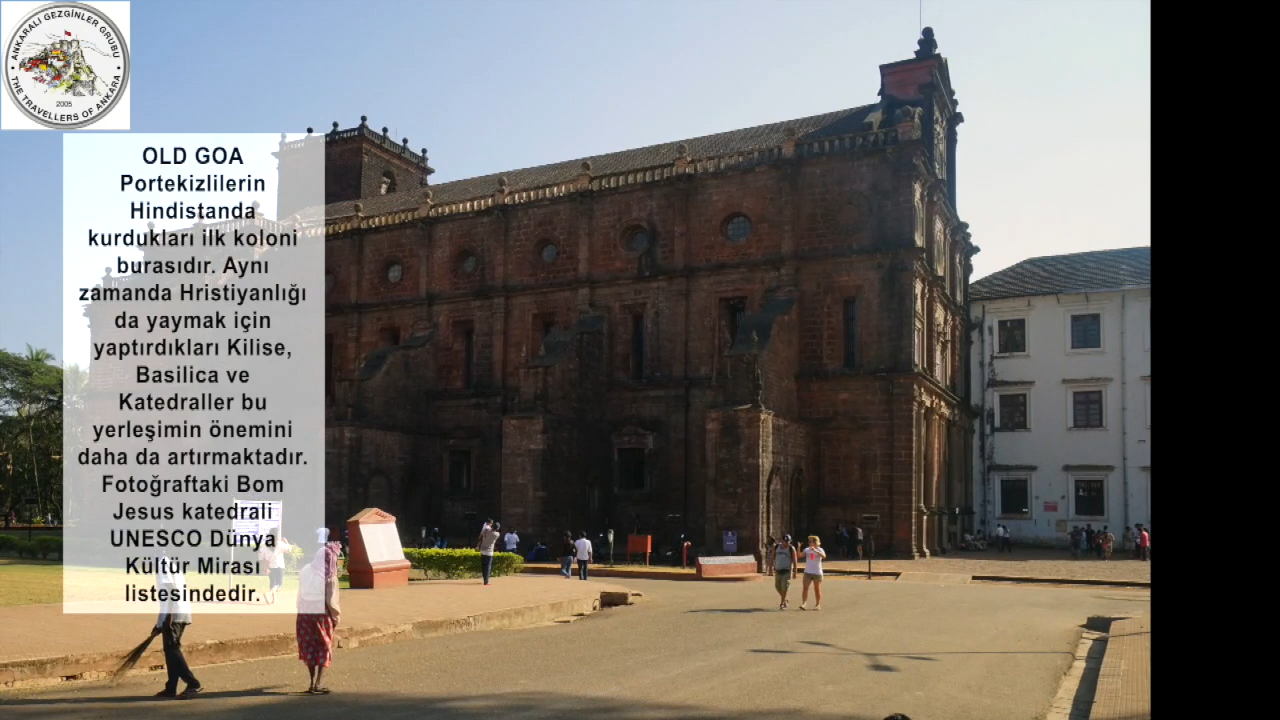 ANKARALI GEZGİNLER GRUBU
THE TRAVELLERS OF ANKARA
2005
OLD GOA
Portekizlilerin
Hindistanda
kurdukları ilk koloni
burasıdır. Aynı
zamanda Hristiyanlığı
da yaymak için
yaptırdıkları Kilise,
Basilica ve
Katedraller bu
yerleşimin önemini
daha da artırmaktadır.
Fotoğraftaki Bom
Jesus katedrali
UNESCO Dünya
Kültür Mirası
listesindedir.